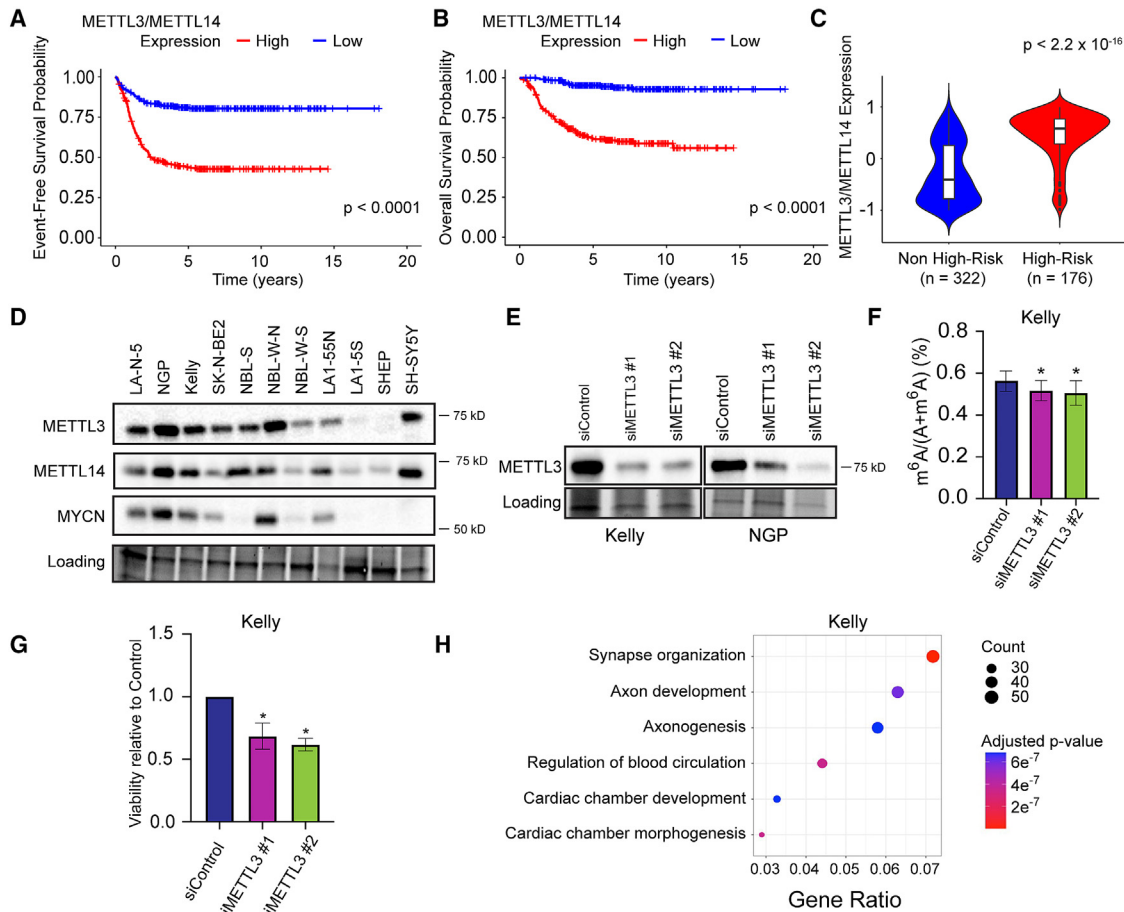 A
METTL3/METTL14
Expression High Low
Event-Free Survival Probability
1.00
0.75
0.50
0.25
0.00
p < 0.0001
0 5 10 15 20
Time (years)
B
METTL3/METTL14
Expression High Low
Overall Survival Probability
1.00
0.75
0.50
0.25
0.00
p < 0.0001
0 5 10 15 20
Time (years)
C
p < 2.2 x 10-16
METTL3/METTL14 Expression
1
0
-1
Non High-Risk High-Risk
(n = 322) (n = 176)
D
LA-N-5
NGP
Kelly
SK-N-BE2
NBL-S
NBL-W-N
NBL-W-S
LA1-55N
LA1-5S
SHEP
SH-SY5Y
METTL3
75 kD
METTL14
75 kD
MYCN
50 kD
Loading
E
siControl
siMETTL3 #1
siMETTL3 #2
siControl
siMETTL3 #1
siMETTL3 #2
METTL3
75 kD
Loading
Kelly NGP
F
Kelly
m6A/(A+m6A) (%)
0.8
0.6
0.4
0.2
0.0
* *
siControl
siMETTL3 #1
siMETTL3 #2
G
Kelly
Viability relative to Control
1.5
1.0
0.5
0.0
* *
siControl
siMETTL3 #1
siMETTL3 #2
H
Kelly
Synapse organization
Axon development
Axonogenesis
Regulation of blood circulation
Cardiac chamber development
Cardiac chamber morphogenesis
0.03 0.04 0.05 0.06 0.07
Gene Ratio
Count
30
40
50
Adjusted p-value
6e-7
4e-7
2e-7